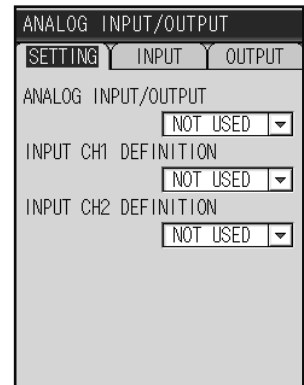 ANALOG INPUT/OUTPUT
SETTING INPUT OUTPUT
ANALOG INPUT/OUTPUT
NOT USED
INPUT CH1 DEFINITION
NOT USED
INPUT CH2 DEFINITION
NOT USED